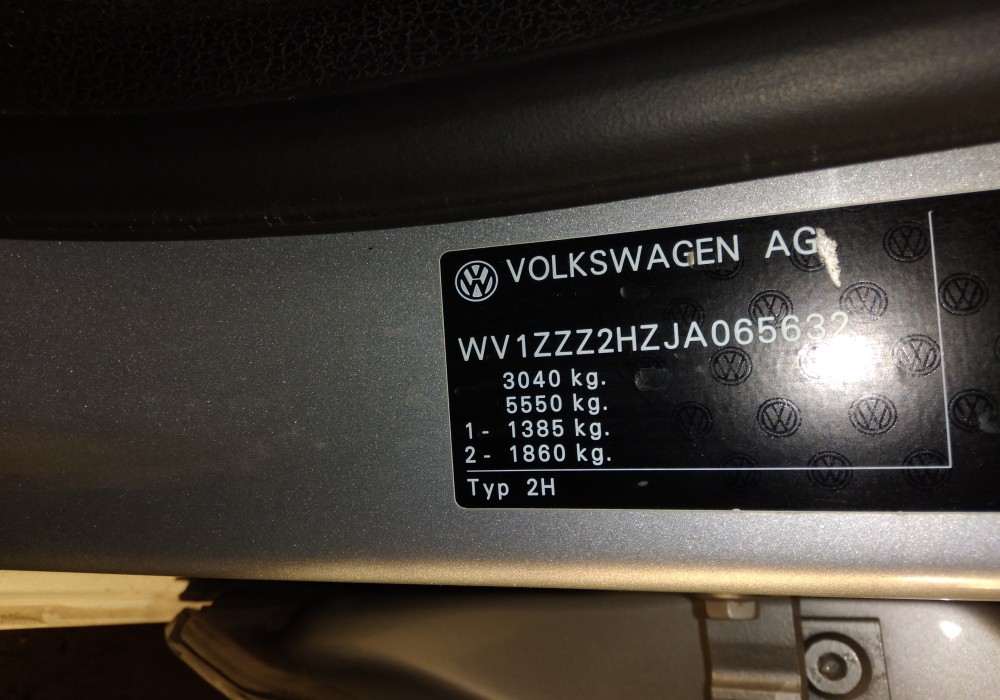 VOLKSWAGEN AG
WV1ZZZ2HZJA065632
3040 kg.
5550 kg.
1- 1385 kg.
2- 1860 kg.
Typ 2H